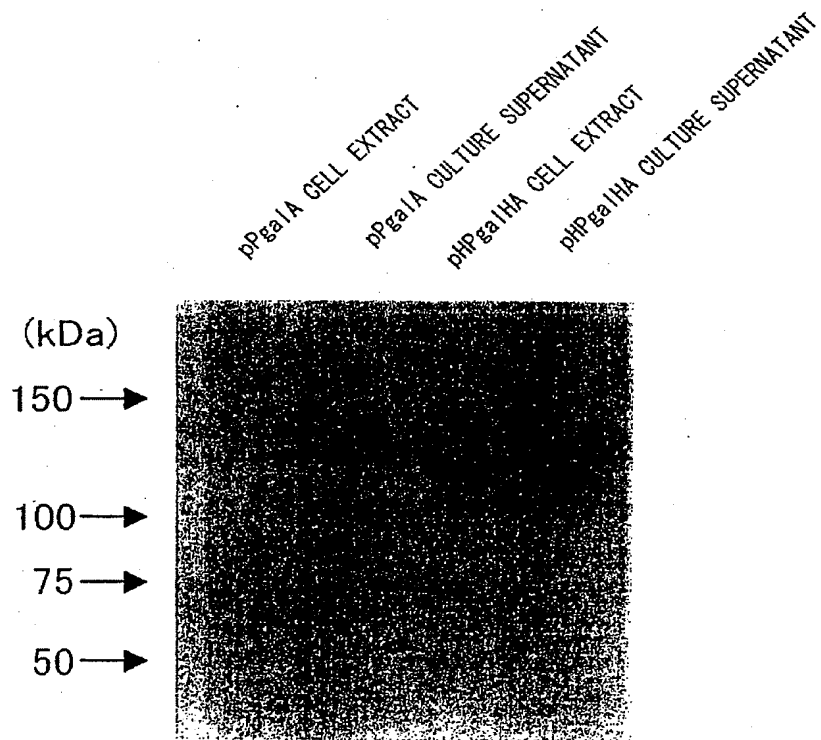 pPgalA CELL EXTRACT
pPgalA CULTURE SUPERNATANT
pHPgalHA CELL EXTRACT
pHPgalHA CULTURE SUPERNATANT
(kDa)
150
100
75
50